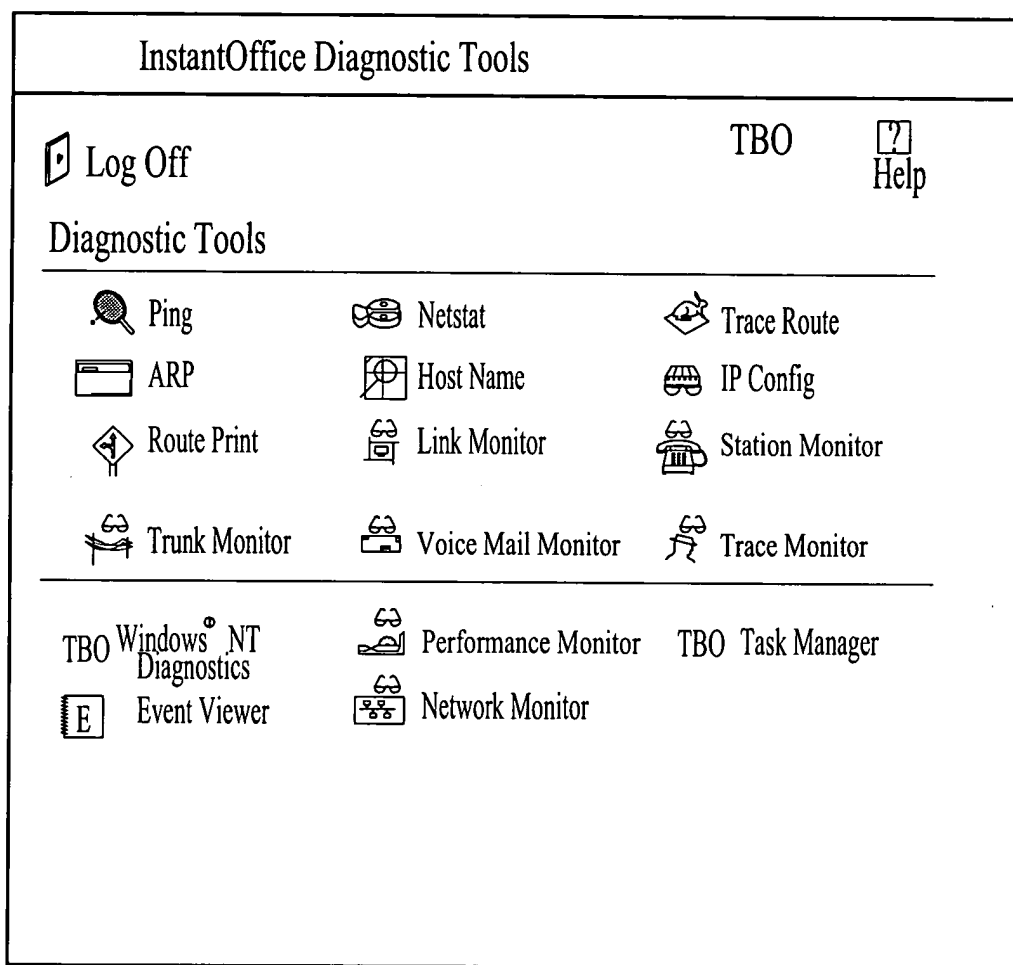 InstantOffice Diagnostic Tools
Log Off
TBO
?
Help
Diagnostic Tools
Ping
Netstat
Trace Route
ARP
Host Name
IP Config
Route Print
Link Monitor
Station Monitor
Trunk Monitor
Voice Mail Monitor
Trace Monitor
TBO Windows® NT
Diagnostics
Performance Monitor
TBO Task Manager
E Event Viewer
Network Monitor